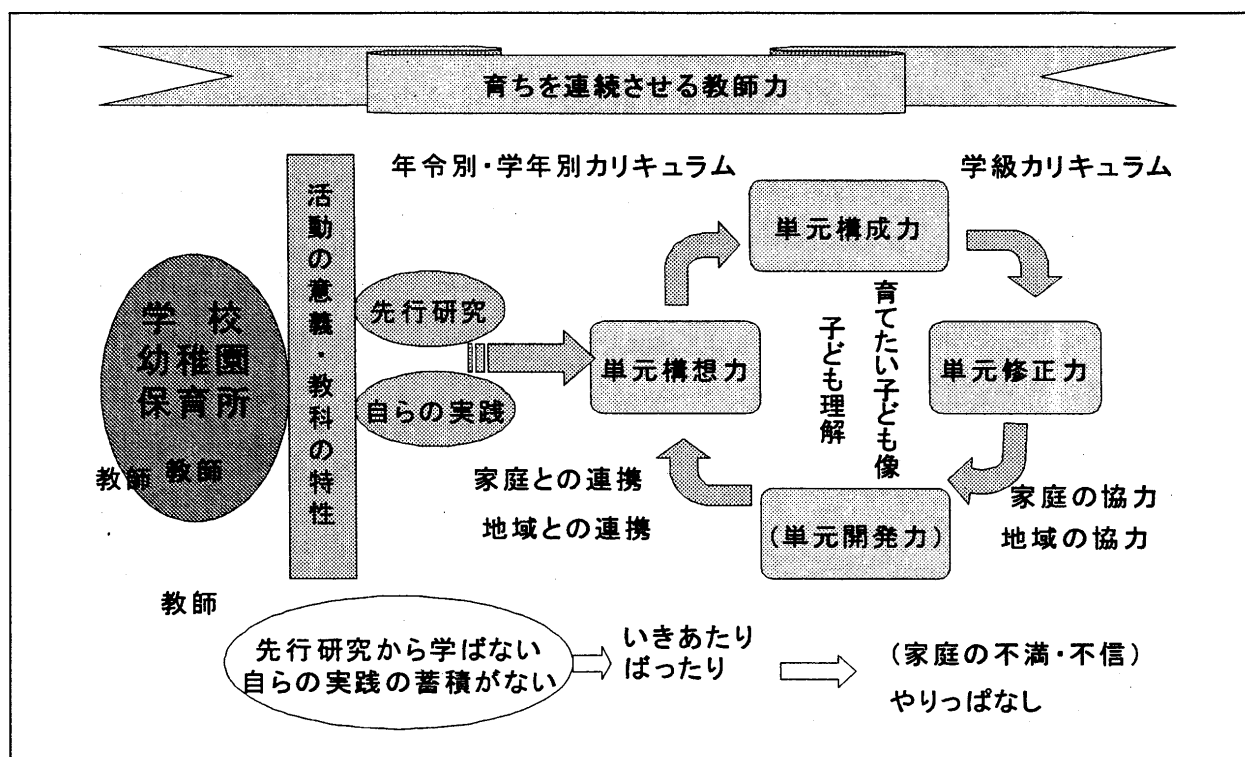 育ちを連続させる教師力
年令別・学年別カリキュラム
学級カリキュラム
活動の意義・教科の特性
学校
幼稚園
保育所
教師
教師
教師
先行研究
自らの実践
単元構想力
単元構成力
単元修正力
(単元開発力)
育てたい子ども像
子ども理解
家庭との連携
地域との連携
家庭の協力
地域の協力
先行研究から学ばない
自らの実践の蓄積がない
いきあたり
ばったり
(家庭の不満・不信)
やりっぱなし